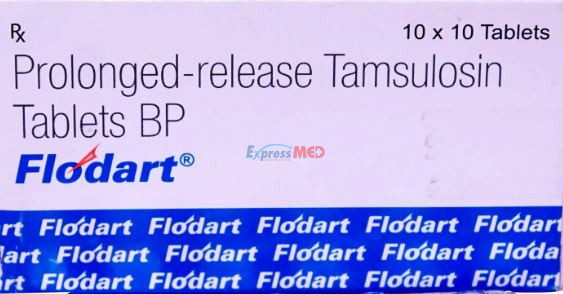 Rx
10 x 10 Tablets
Prolonged-release Tamsulosin
Tablets BP
ExpressMED
Flodart®
rt Flodart Flodart Flodart Flodart Flodart
art Flodart Flodart Flodart Flodart Floda
rt Flodart Flodart Flodart Flodart Flodart